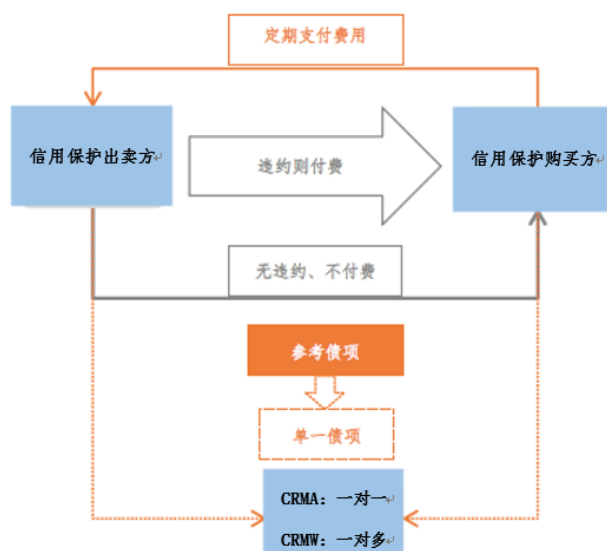 定期支付费用
信用保护出卖方
违约则付费
信用保护购买方
无违约、不付费
参考债项
单一债项
CRMA：一对一
CRMW：一对多